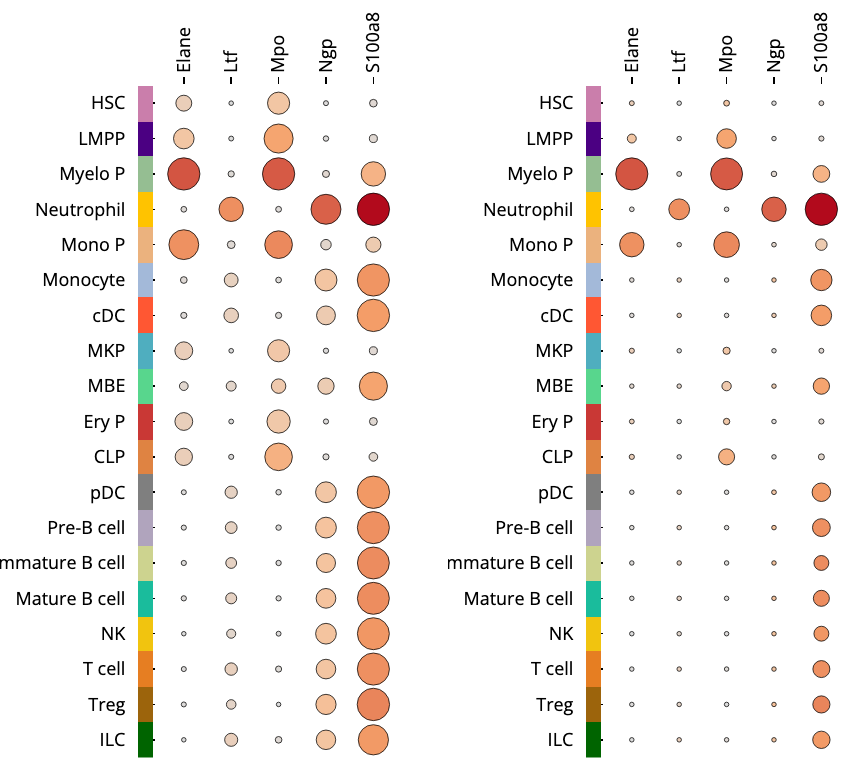 Elane Ltf Mpo Ngp S100a8
HSC
LMPP
Myelo P
Neutrophil
Mono P
Monocyte
cDC
MKP
MBE
Ery P
CLP
pDC
Pre-B cell
mmature B cell
Mature B cell
NK
T cell
Treg
ILC
Elane Ltf Mpo Ngp S100a8
HSC
LMPP
Myelo P
Neutrophil
Mono P
Monocyte
cDC
MKP
MBE
Ery P
CLP
pDC
Pre-B cell
mmature B cell
Mature B cell
NK
T cell
Treg
ILC